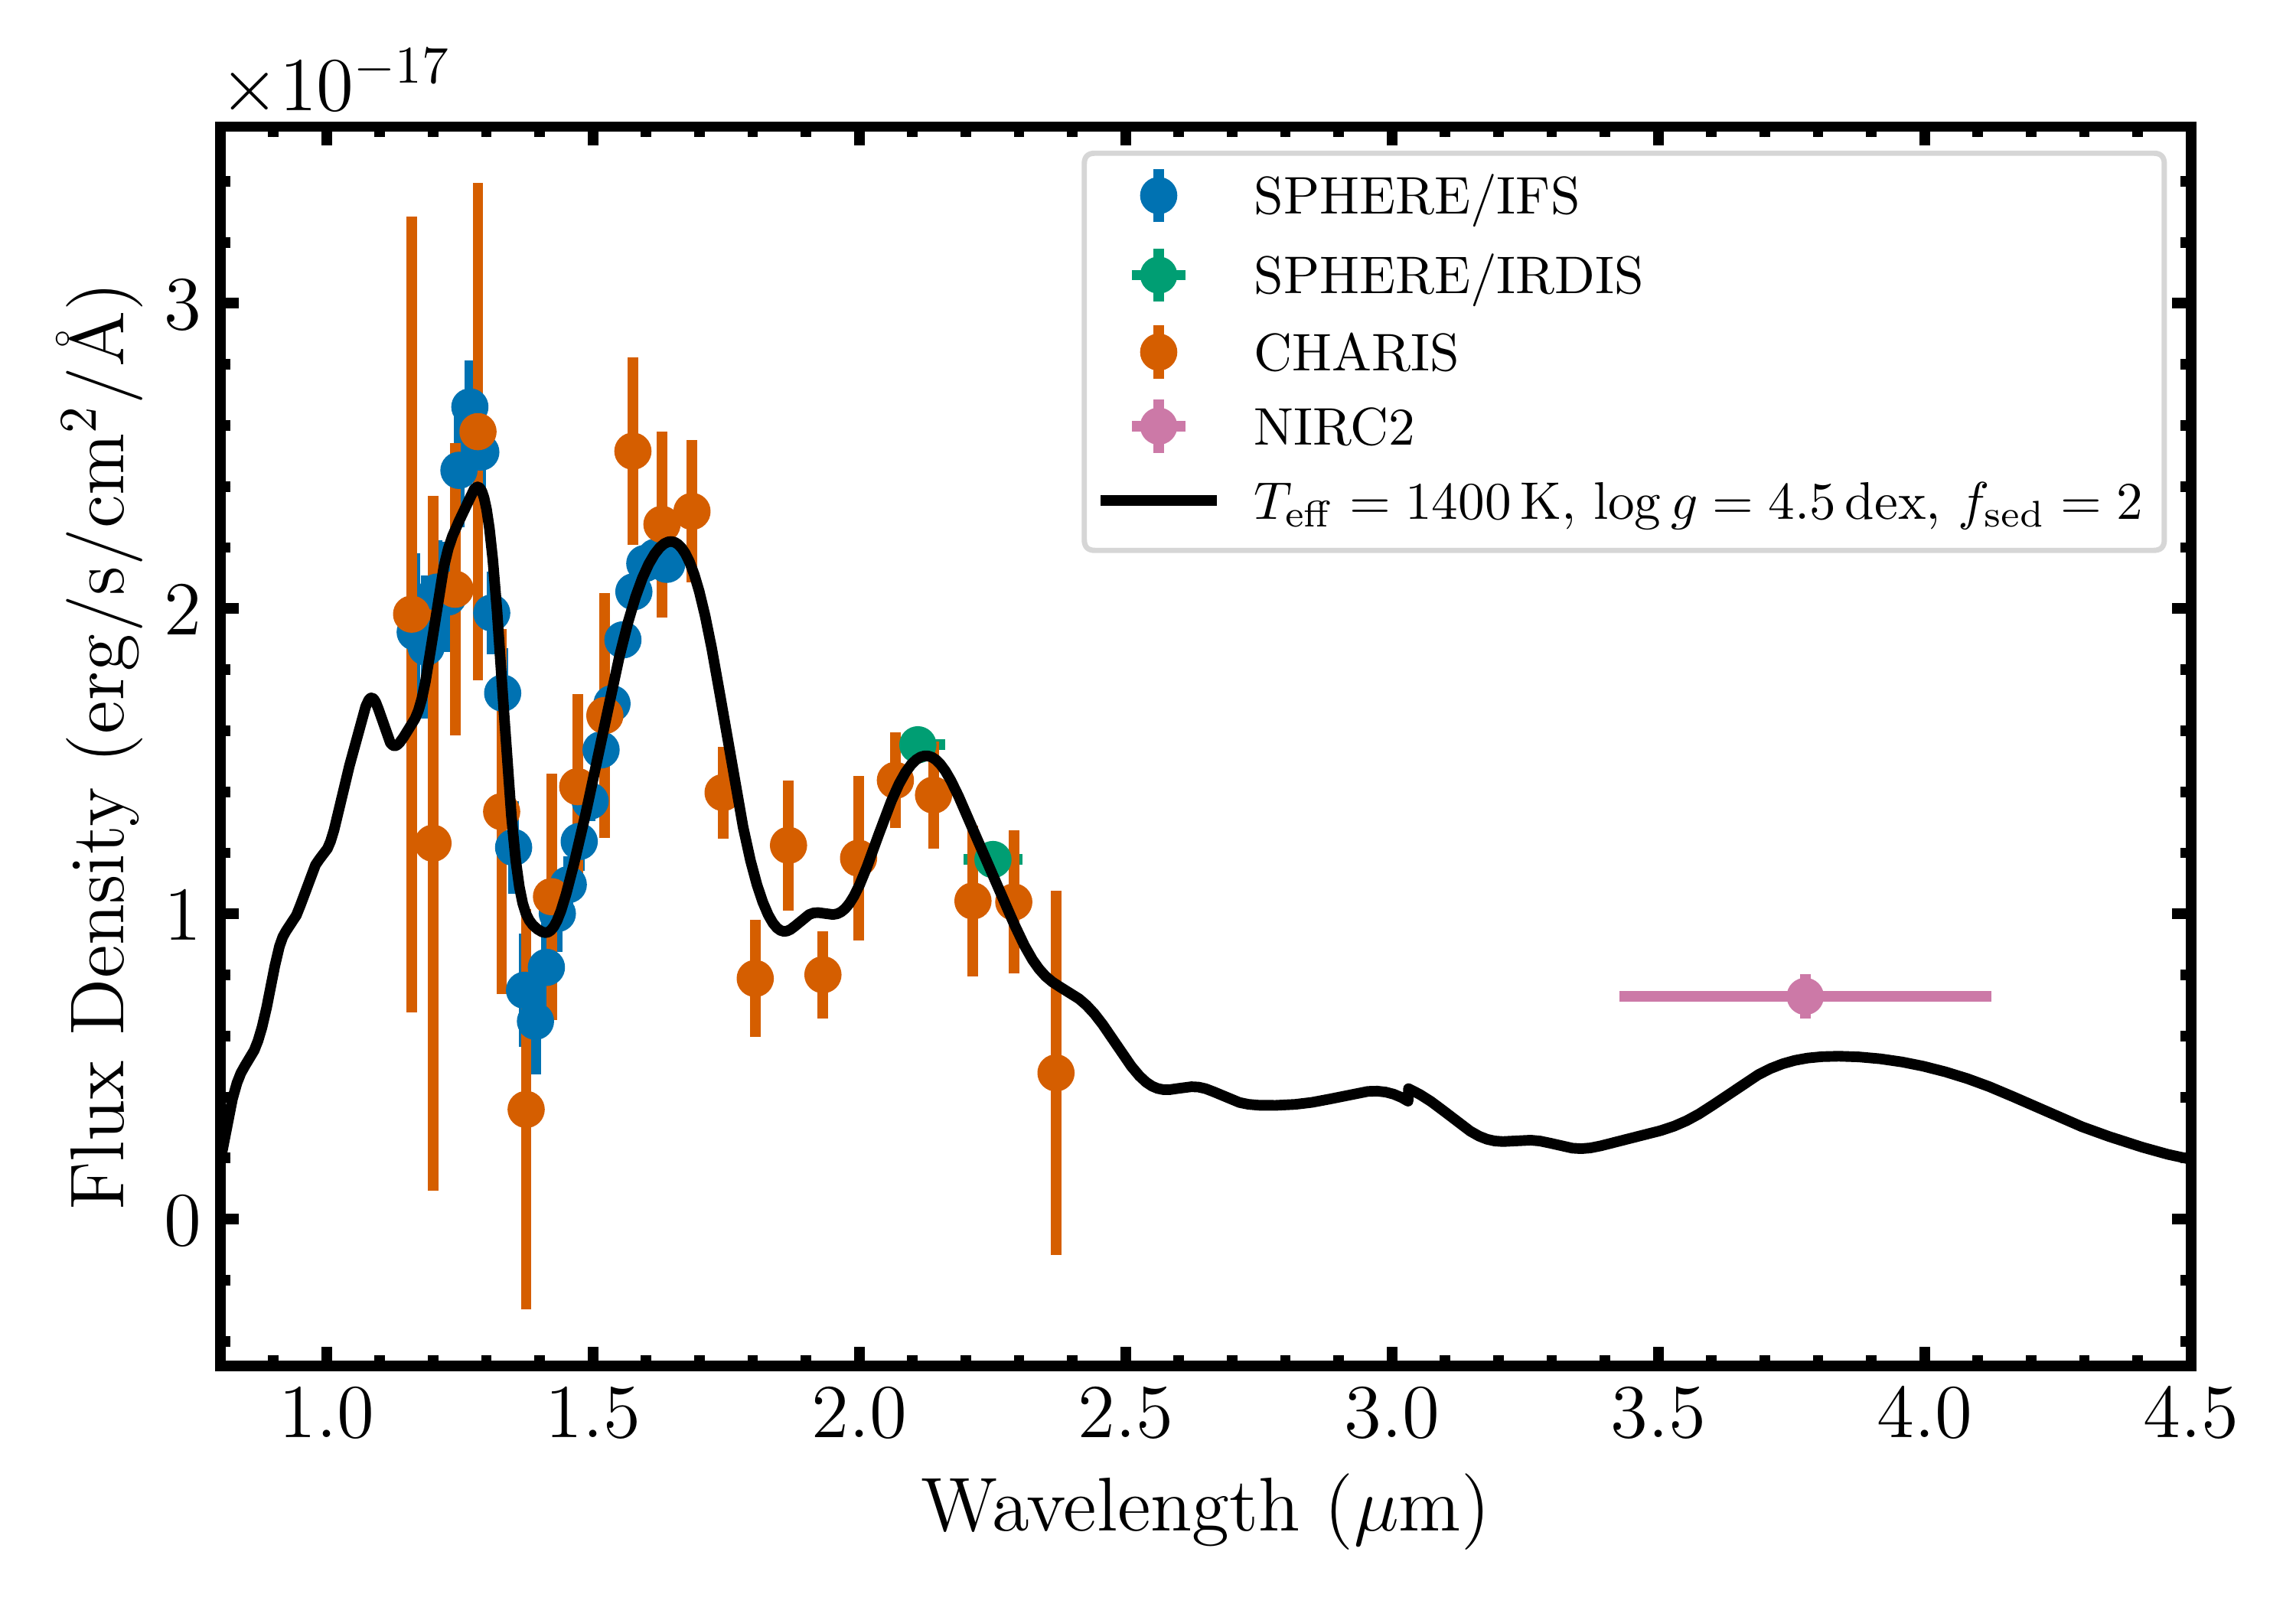 ×10⁻¹⁷
Flux Density (erg/s/cm²/Å)
3
2
1
0
SPHERE/IFS
SPHERE/IRDIS
CHARIS
NIRC2
T_eff = 1400 K, log g = 4.5 dex, f_sed = 2
1.0 1.5 2.0 2.5 3.0 3.5 4.0 4.5
Wavelength (μm)